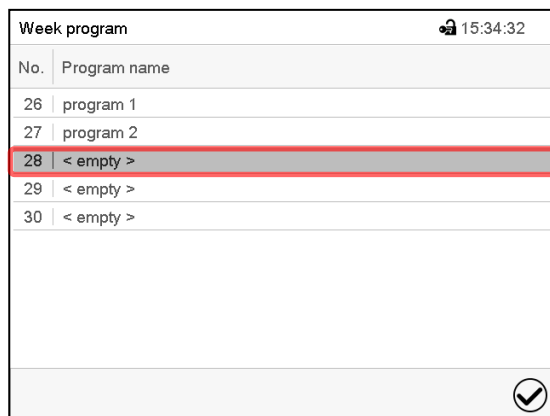 Week program 15:34:32
No. Program name
26 program 1
27 program 2
28 < empty >
29 < empty >
30 < empty >